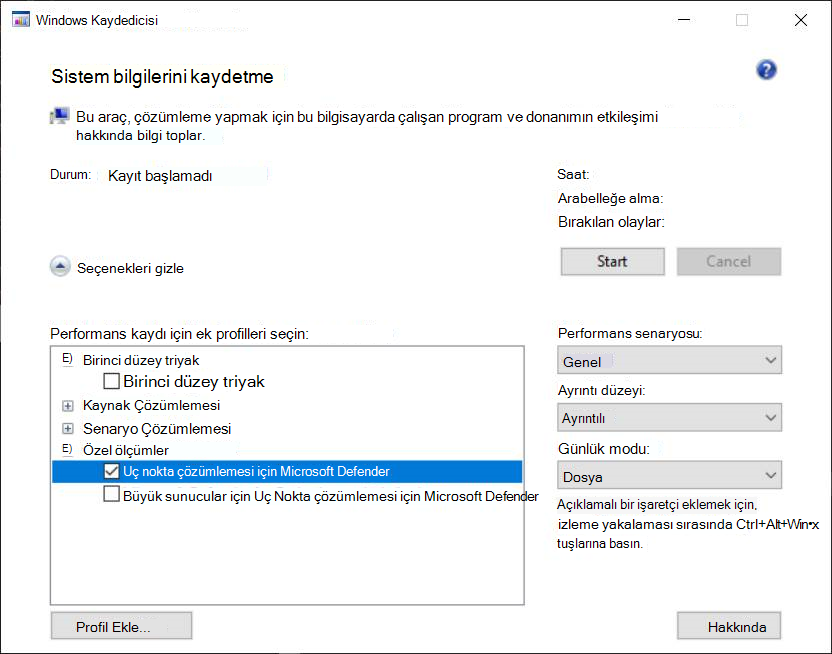 Windows Kaydedicisi
Sistem bilgilerini kaydetme
Bu araç, çözümleme yapmak için bu bilgisayarda çalışan program ve donanımın etkileşimi
hakkında bilgi toplar.
Durum: Kayıt başlamadı
Saat:
Arabelleğe alma:
Bırakılan olaylar:
Seçenekleri gizle
Start
Cancel
Performans kaydı için ek profilleri seçin:
E) Birinci düzey triyak
Birinci düzey triyak
Kaynak Çözümlemesi
Senaryo Çözümlemesi
E) Özel ölçümler
Uç nokta çözümlemesi için Microsoft Defender
Büyük sunucular için Uç Nokta çözümlemesi için Microsoft Defender
Performans senaryosu:
Genel
Ayrıntı düzeyi:
Ayrıntılı
Günlük modu:
Dosya
Açıklamalı bir işaretçi eklemek için,
izleme yakalaması sırasında Ctrl+Alt+Win•x
tuşlarına basın.
Profil Ekle...
Hakkında